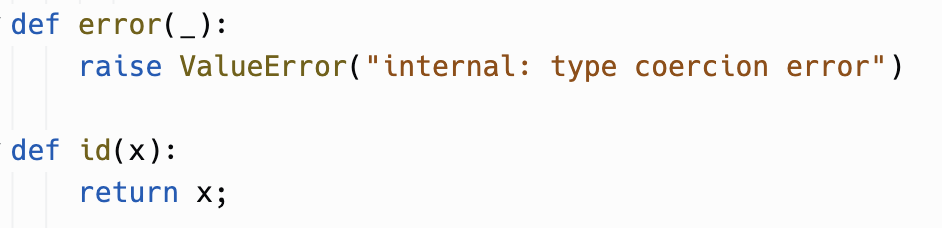 def error(_):
    raise ValueError("internal: type coercion error")
def id(x):
    return x;